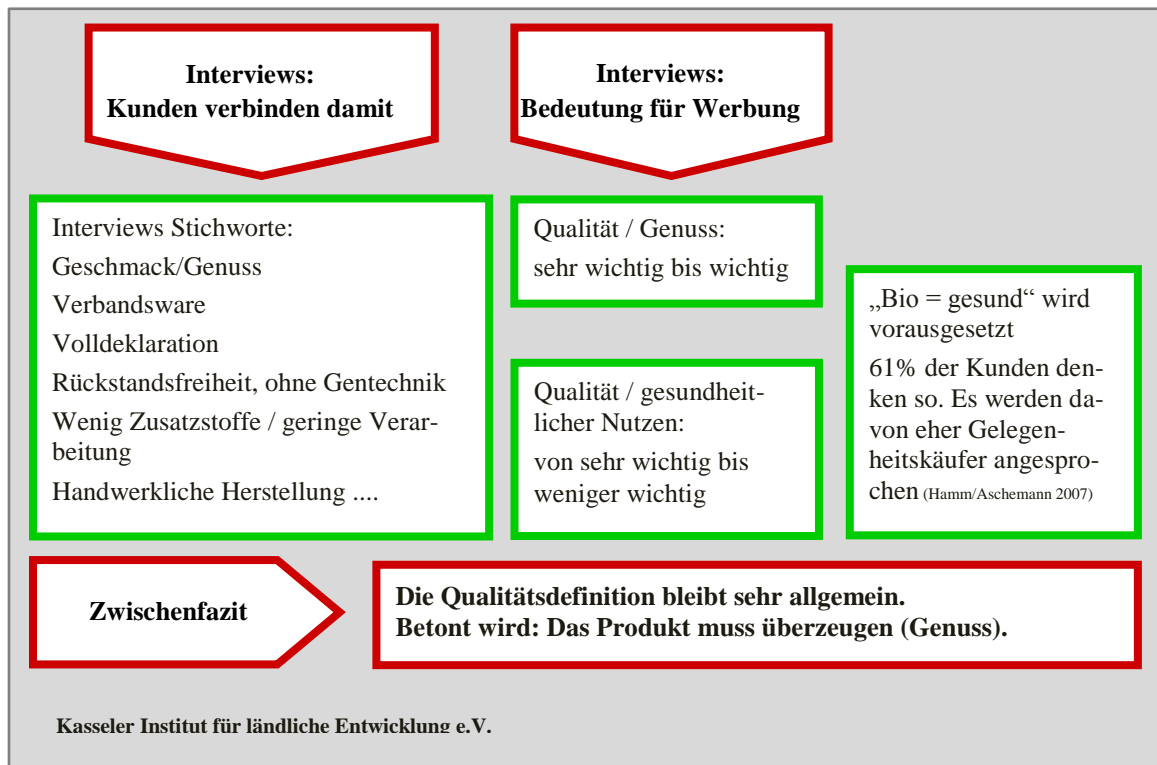 Interviews:
Kunden verbinden damit
Interviews:
Bedeutung für Werbung
Interviews Stichworte:
Geschmack/Genuss
Verbandsware
Volldeklaration
Rückstandsfreiheit, ohne Gentechnik
Wenig Zusatzstoffe / geringe Verar-
beitung
Handwerkliche Herstellung ....
Qualität / Genuss:
sehr wichtig bis wichtig
Qualität / gesundheit-
licher Nutzen:
von sehr wichtig bis
weniger wichtig
„Bio = gesund“ wird
vorausgesetzt
61% der Kunden den-
ken so. Es werden da-
von eher Gelegen-
heitskäufer angespro-
chen (Hamm/Aschemann 2007)
Zwischenfazit
Die Qualitätsdefinition bleibt sehr allgemein.
Betont wird: Das Produkt muss überzeugen (Genuss).
Kasseler Institut für ländliche Entwicklung e.V.